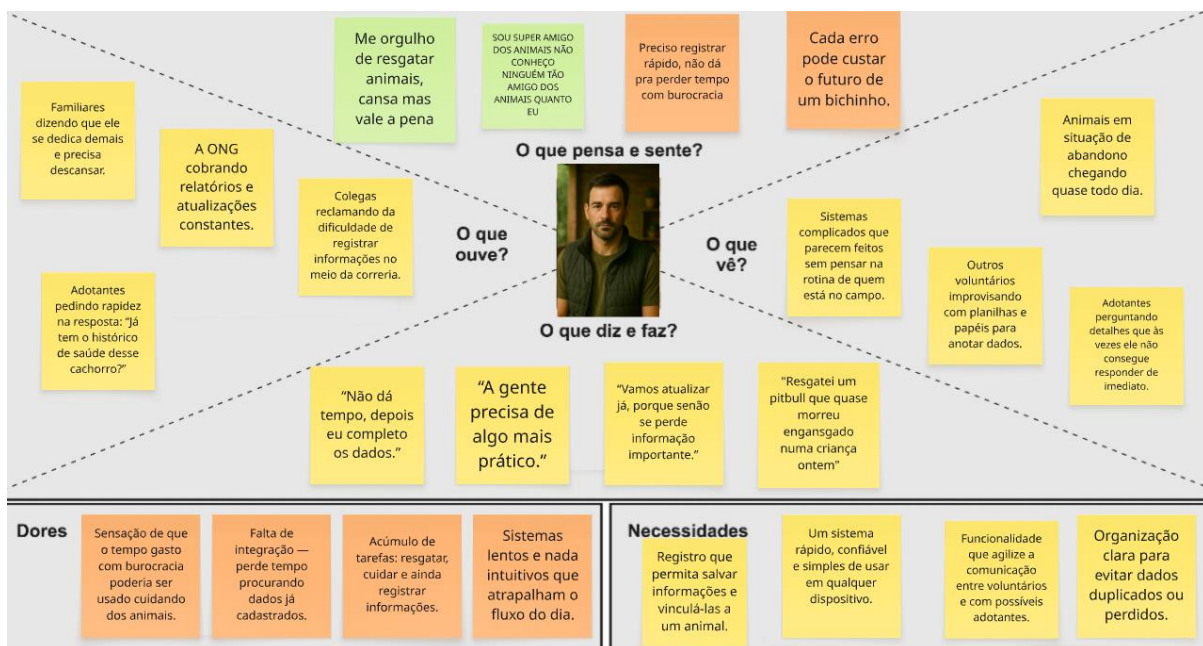 Me orgulho
de resgatar
animais,
cansa mas
vale a pena
SOU SUPER AMIGO
DOS ANIMAIS NÃO
CONHEÇO
NINGUÉM TÃO
AMIGO DOS
ANIMAIS QUANTO
EU
Preciso registrar
rápido, não dá
pra perder tempo
com burocracia
Cada erro
pode custar
o futuro de
um bichinho.
O que pensa e sente?
Familiares
dizendo que ele
se dedica demais
e precisa
descansar.
A ONG
cobrando
relatórios e
atualizações
constantes.
Colegas
reclamando da
dificuldade de
registrar
informações no
meio da correria.
Adotantes
pedindo rapidez
na resposta: “Já
tem o histórico
de saúde desse
cachorro?”
O que
ouve?
O que
vê?
Animais em
situação de
abandono
chegando
quase todo dia.
Sistemas
complicados que
parecem feitos
sem pensar na
rotina de quem
está no campo.
Outros
voluntários
improvisando
com planilhas e
papéis para
anotar dados.
Adotantes
perguntando
detalhes que às
vezes ele não
consegue
responder de
imediato.
O que diz e faz?
“Não dá
tempo, depois
eu completo
os dados.”
“A gente
precisa de
algo mais
prático.”
“Vamos atualizar
já, porque senão
se perde
informação
importante.”
"Resgatei um
pitbull que quase
morreu
engansgado
numa criança
ontem”
Dores
Sensação de que
o tempo gasto
com burocracia
poderia ser
usado cuidando
dos animais.
Falta de
integração —
perde tempo
procurando
dados já
cadastrados.
Acúmulo de
tarefas: resgatar,
cuidar e ainda
registrar
informações.
Sistemas
lentos e nada
intuitivos que
atrapalham o
fluxo do dia.
Necessidades
Registro que
permita salvar
informações e
vinculá-las a
um animal.
Um sistema
rápido, confiável
e simples de usar
em qualquer
dispositivo.
Funcionalidade
que agilize a
comunicação
entre voluntários
e com possíveis
adotantes.
Organização
clara para
evitar dados
duplicados ou
perdidos.